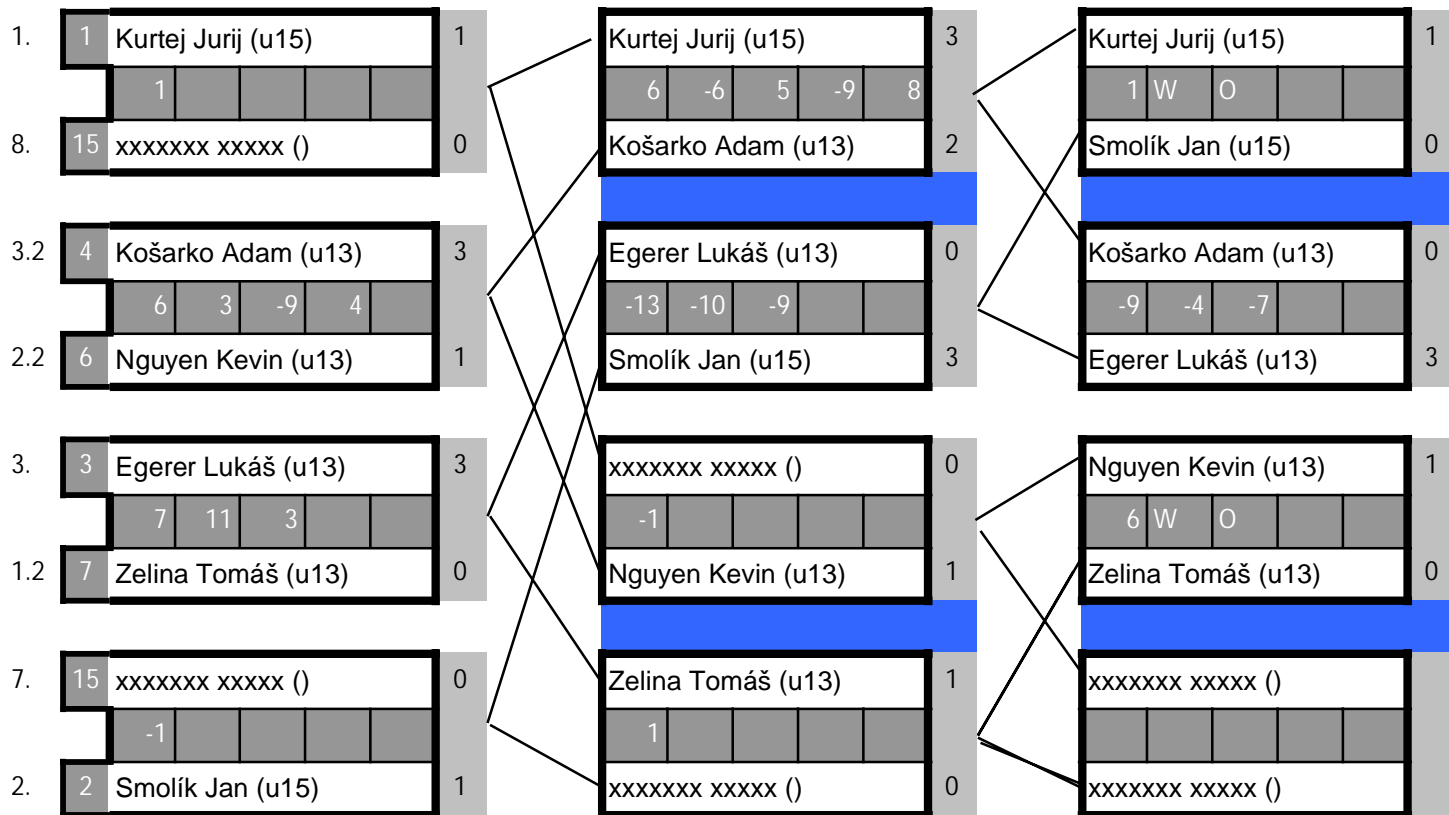 1. 1 Kurtej Jurij (u15) 1 Kurtej Jurij (u15) 3 Kurtej Jurij (u15) 1
1 6 -6 5 -9 8 1 W O
8. 15 xxxxxxx xxxxx () 0 Košarko Adam (u13) 2 Smolík Jan (u15) 0
3.2 4 Košarko Adam (u13) 3 Egerer Lukáš (u13) 0 Košarko Adam (u13) 0
6 3 -9 4 -13 -10 -9 -9 -4 -7
2.2 6 Nguyen Kevin (u13) 1 Smolík Jan (u15) 3 Egerer Lukáš (u13) 3
3. 3 Egerer Lukáš (u13) 3 xxxxxxx xxxxx () 0 Nguyen Kevin (u13) 1
7 11 3 -1 6 W O
1.2 7 Zelina Tomáš (u13) 0 Nguyen Kevin (u13) 1 Zelina Tomáš (u13) 0
7. 15 xxxxxxx xxxxx () 0 Zelina Tomáš (u13) 1 xxxxxxx xxxxx ()
-1 1
2. 2 Smolík Jan (u15) 1 xxxxxxx xxxxx () 0 xxxxxxx xxxxx ()